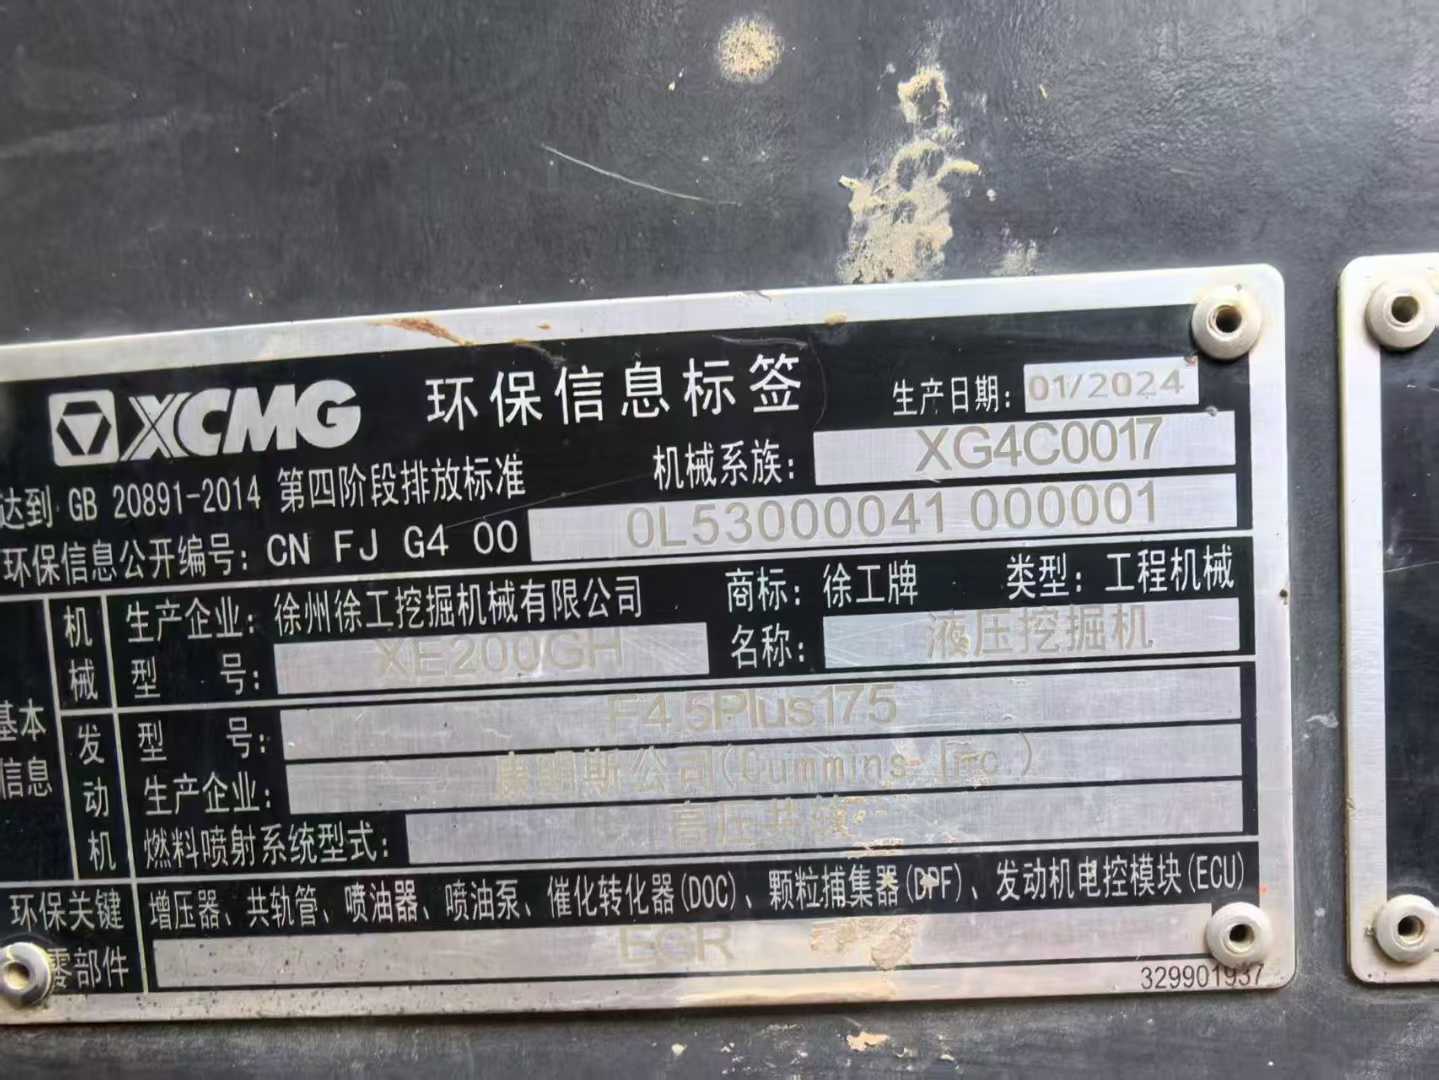 XCMG 环保信息标签 生产日期: 01/2024
达到 GB 20891-2014 第四阶段排放标准 机械系族: XG4C0017
环保信息公开编号: CN FJ G4 00 0L53000041 000001
基本信息
机械
生产企业: 徐州徐工挖掘机械有限公司 商标: 徐工牌 类型: 工程机械
型 号: XE200GH 名称: 液压挖掘机
发动机
型 号: F4.5Plus175
生产企业: 康明斯公司(Cummins Inc.)
燃料喷射系统型式: 高压共轨
环保关键零部件
增压器、共轨管、喷油器、喷油泵、催化转化器(DOC)、颗粒捕集器(DPF)、发动机电控模块(ECU)
EGR
329901937